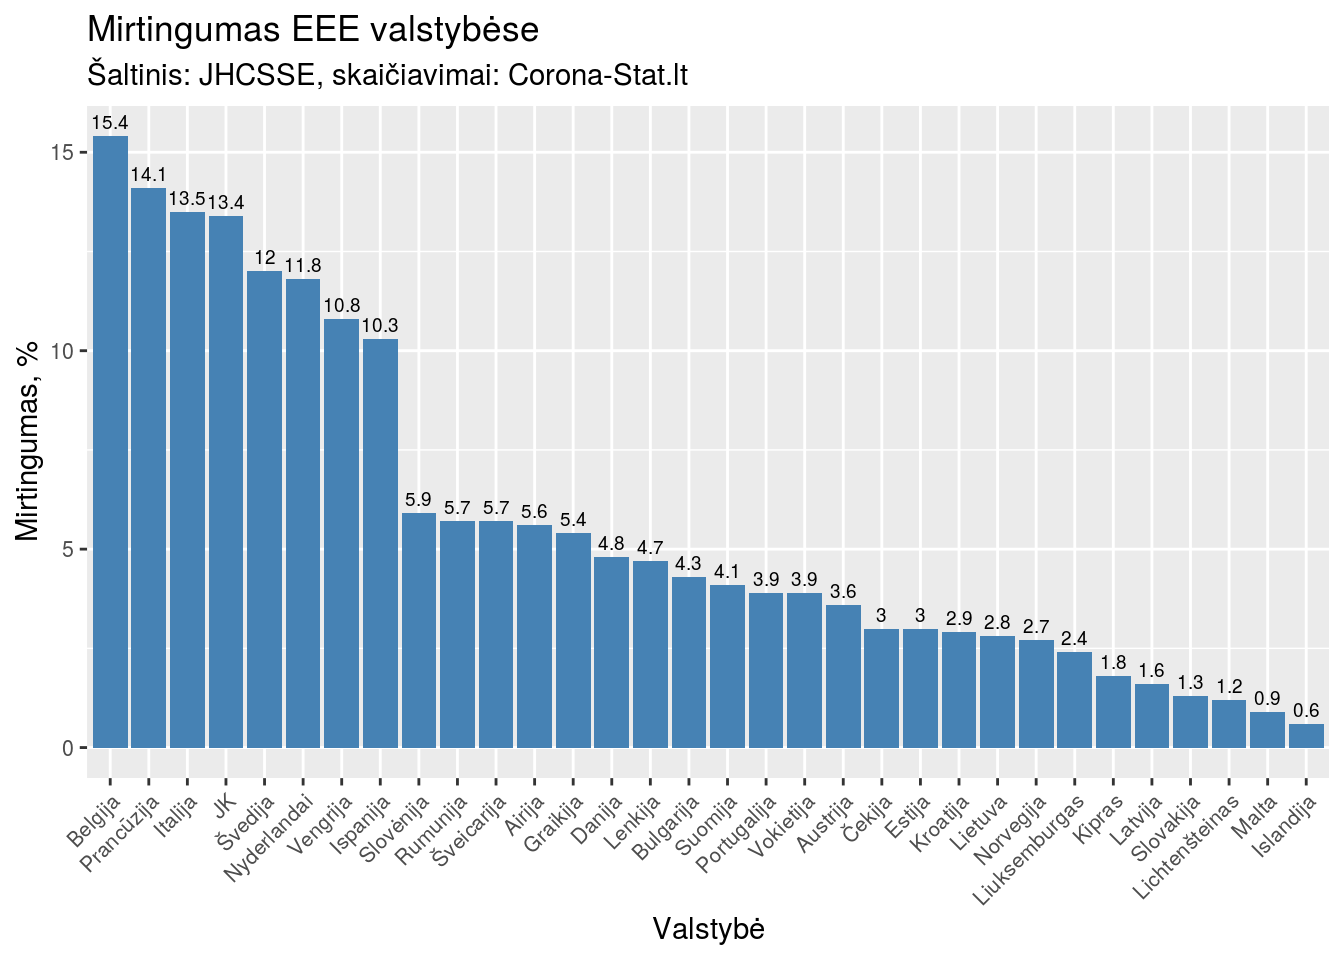 Mirtingumas EEE valstybėse
Šaltinis: JHCSSE, skaičiavimai: Corona-Stat.lt
Mirtingumas, %
15
10
5
0
15.4
14.1
13.5
13.4
12
11.8
10.8
10.3
5.9
5.7
5.7
5.6
5.4
4.8
4.7
4.3
4.1
3.9
3.9
3.6
3
3
2.9
2.8
2.7
2.4
1.8
1.6
1.3
1.2
0.9
0.6
Belgija
Prancūzija
Italija
JK
Švedija
Nyderlandai
Vengrija
Ispanija
Slovėnija
Rumunija
Šveicarija
Airija
Graikija
Danija
Lenkija
Bulgarija
Suomija
Portugalija
Vokietija
Austrija
Čekija
Estija
Kroatija
Lietuva
Norvegija
Liuksemburgas
Kipras
Latvija
Slovakija
Lichtenšteinas
Malta
Islandija
Valstybė